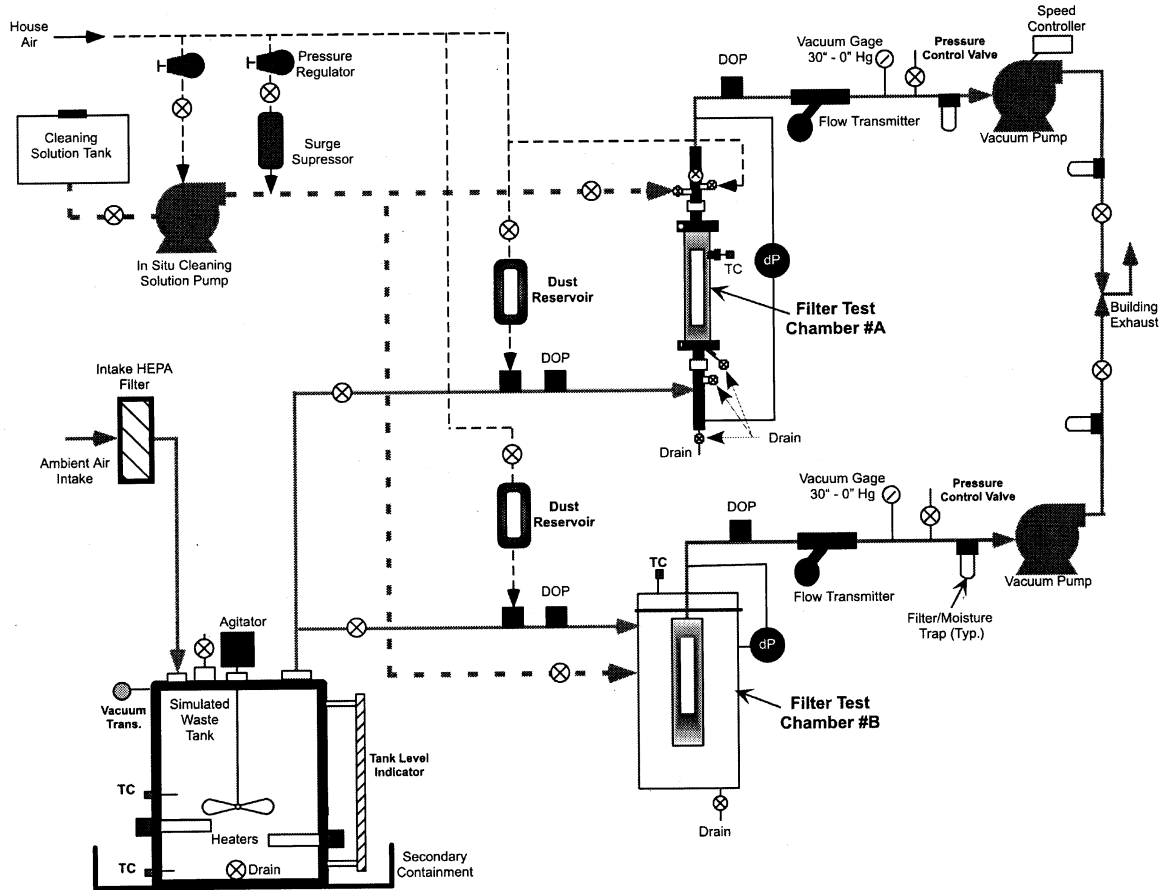 House
Air
Pressure
Regulator
Cleaning
Solution Tank
Surge
Supressor
In Situ Cleaning
Solution Pump
Dust
Reservoir
DOP
DOP
Vacuum Gage
30" - 0" Hg
Pressure
Control Valve
Speed
Controller
Flow Transmitter
Vacuum Pump
TC
dP
Filter Test
Chamber #A
Building
Exhaust
Drain
Drain
Intake HEPA
Filter
Ambient Air
Intake
Dust
Reservoir
DOP
DOP
Vacuum Gage
30" - 0" Hg
Pressure
Control Valve
Flow Transmitter
Vacuum Pump
Filter/Moisture
Trap (Typ.)
TC
dP
Filter Test
Chamber #B
Drain
Agitator
Vacuum
Trans.
Simulated
Waste
Tank
Tank Level
Indicator
TC
Heaters
TC
Drain
Secondary
Containment